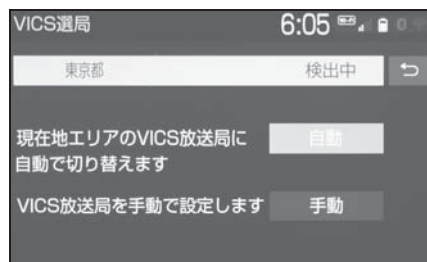 VICS選局 6:05
東京都 検出中
現在地エリアのVICS放送局に 自動
自動で切り替えます
VICS放送局を手動で設定します 手動